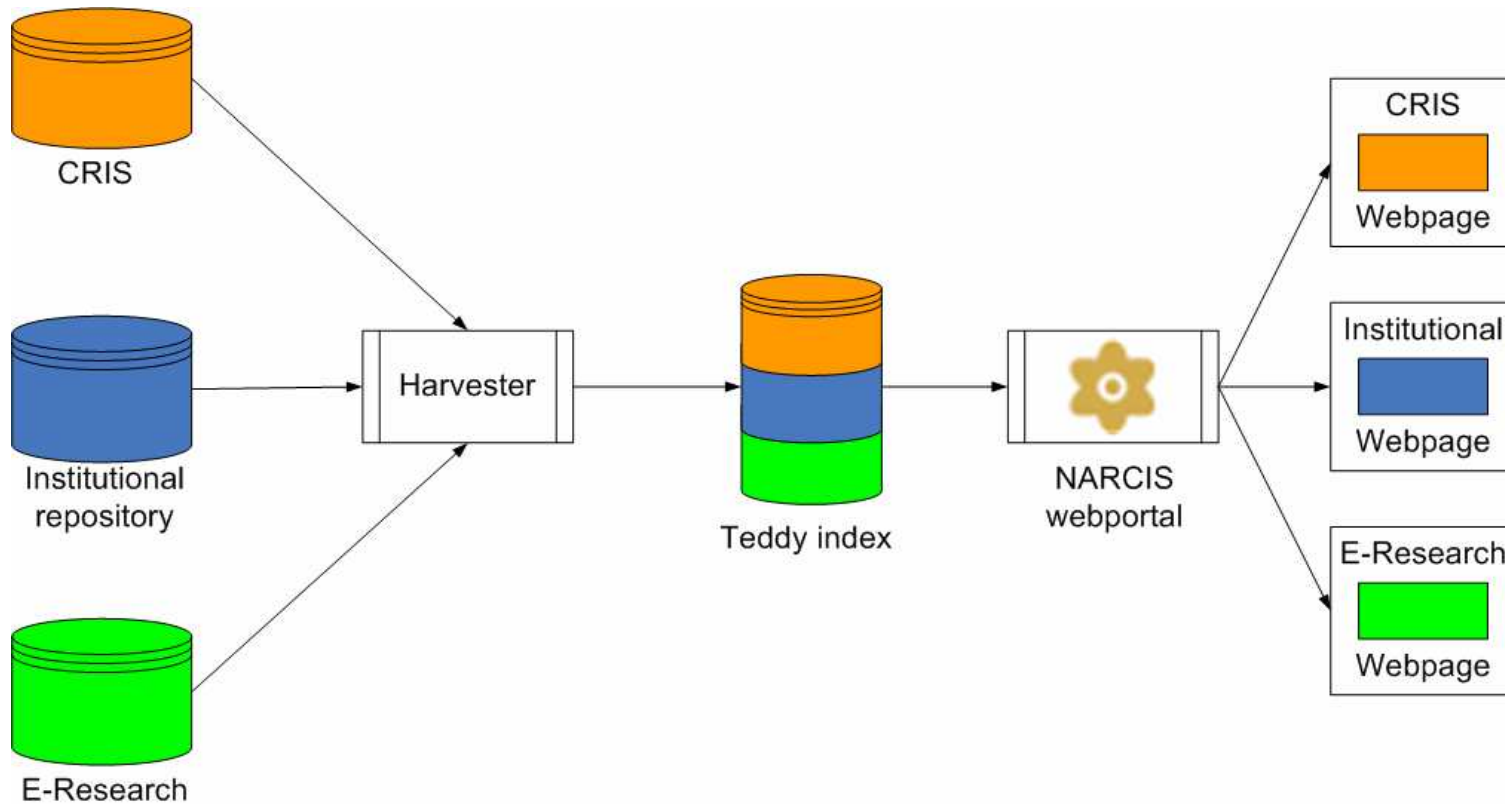 CRIS
Institutional
repository
E-Research
Harvester
Teddy index
NARCIS
webportal
CRIS
Webpage
Institutional
Webpage
E-Research
Webpage